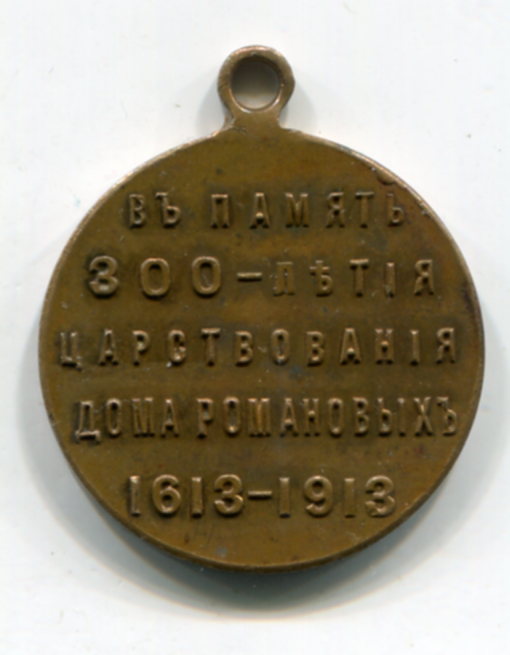 ВЪ ПАМЯТЬ
300-ЛѢТІЯ
ЦАРСТВОВАНІЯ
ДОМА РОМАНОВЫХЪ
1613-1913